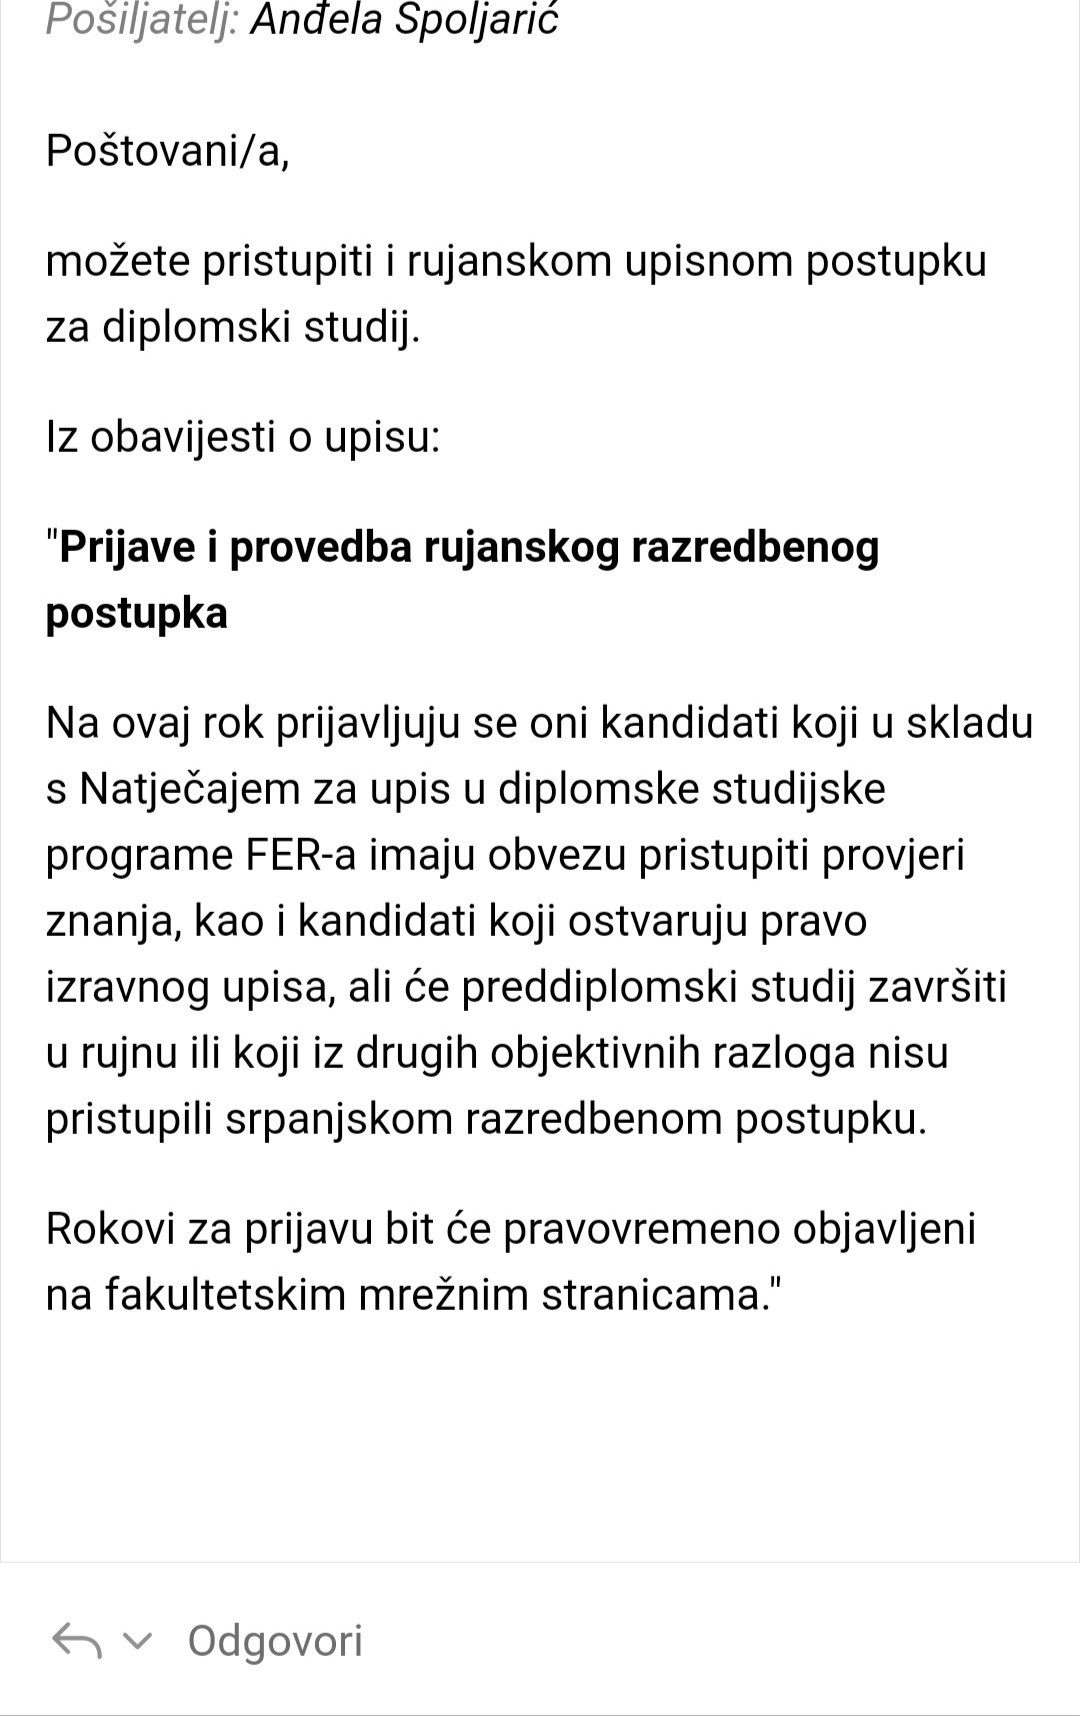 Pošiljatelj: Anđela Špoljarić
Poštovani/a,
možete pristupiti i rujanskom upisnom postupku
za diplomski studij.
Iz obavijesti o upisu:
"Prijave i provedba rujanskog razredbenog
postupka
Na ovaj rok prijavljuju se oni kandidati koji u skladu
s Natječajem za upis u diplomske studijske
programe FER-a imaju obvezu pristupiti provjeri
znanja, kao i kandidati koji ostvaruju pravo
izravnog upisa, ali će preddiplomski studij završiti
u rujnu ili koji iz drugih objektivnih razloga nisu
pristupili srpanjskom razredbenom postupku.
Rokovi za prijavu bit će pravovremeno objavljeni
na fakultetskim mrežnim stranicama."
Odgovori